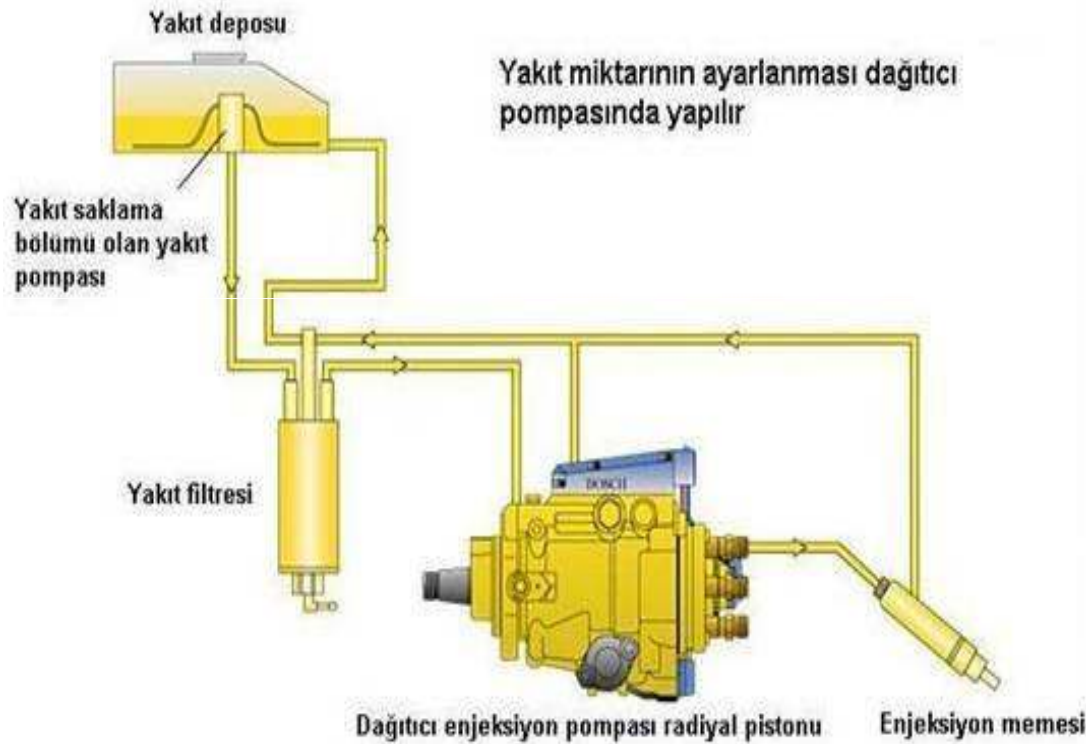 Yakıt deposu
Yakıt miktarının ayarlanması dağıtıcı
pompasında yapılır
Yakıt saklama
bölümü olan yakıt
pompası
Yakıt filtresi
BOSCH
Dağıtıcı enjeksiyon pompası radiyal pistonu
Enjeksiyon memesi